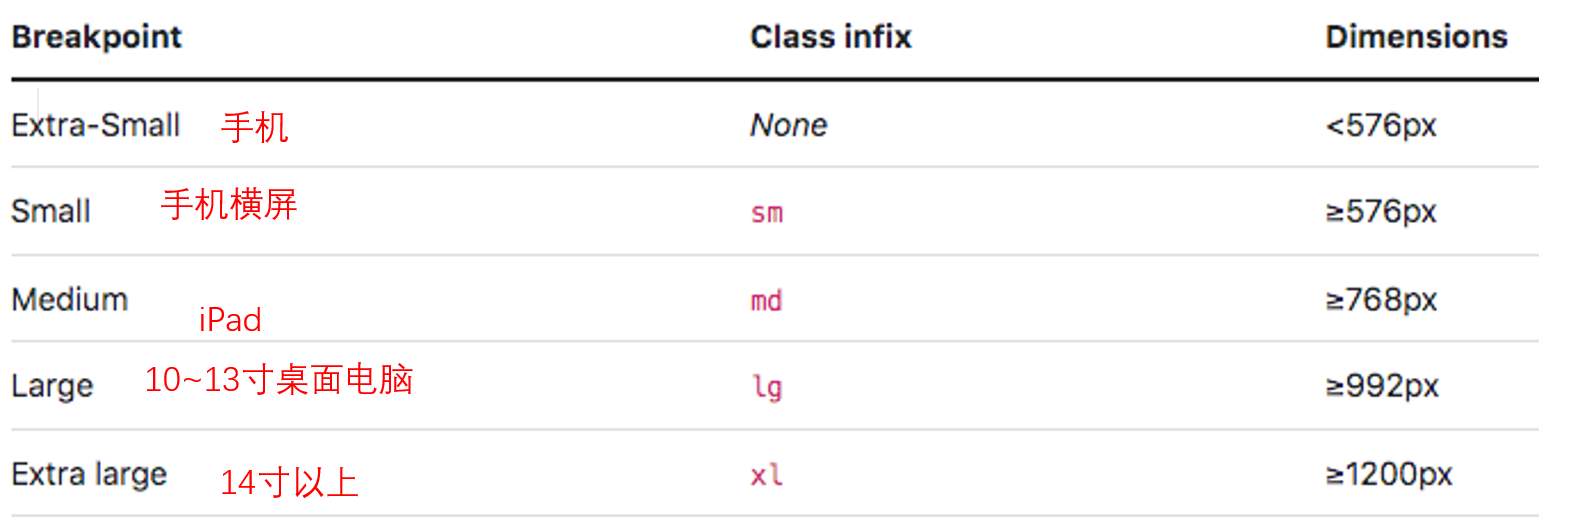 Breakpoint Class infix Dimensions
Extra-Small 手机 None <576px
Small 手机横屏 sm ≥576px
Medium iPad md ≥768px
Large 10~13寸桌面电脑 lg ≥992px
Extra large 14寸以上 xl ≥1200px